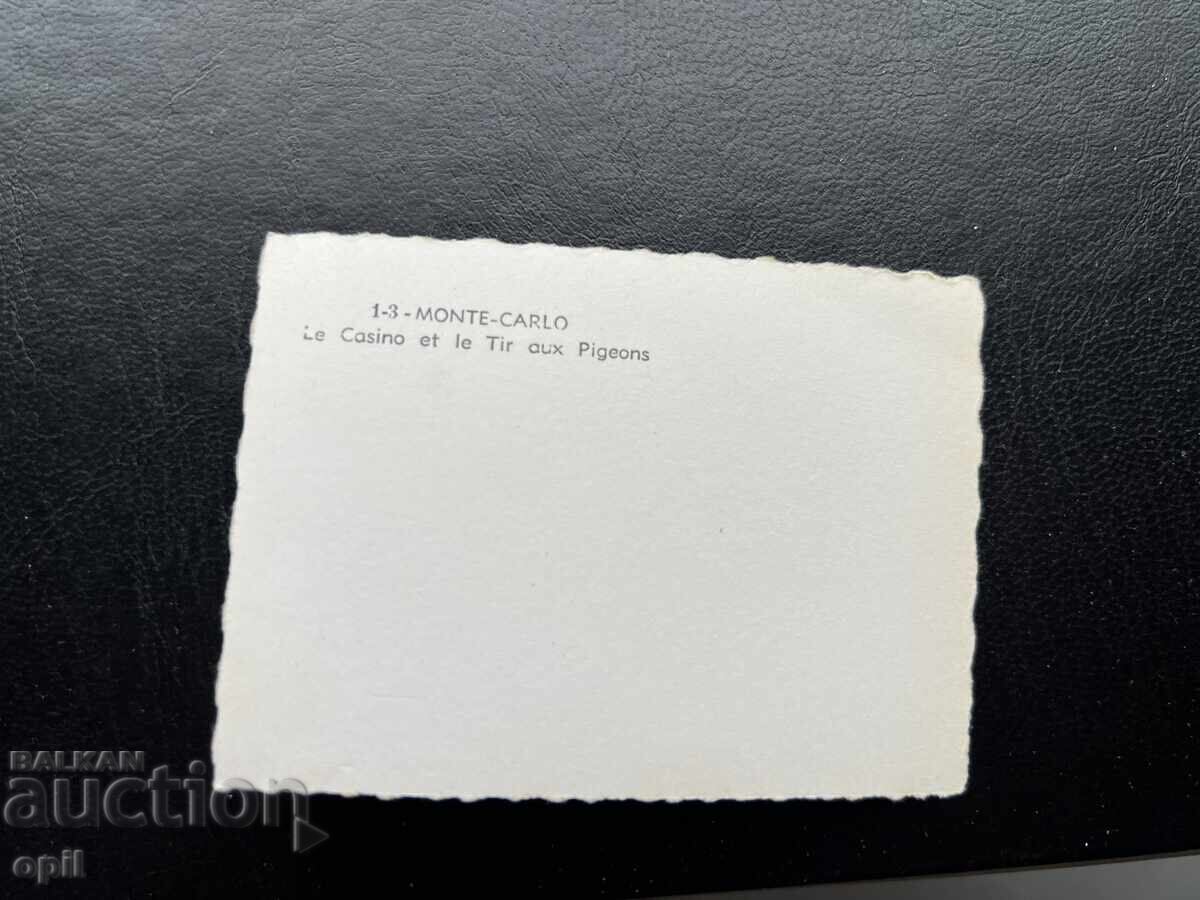 1-3 - MONTE-CARLO
Le Casino et le Tir aux Pigeons
BALKAN
auction
opil